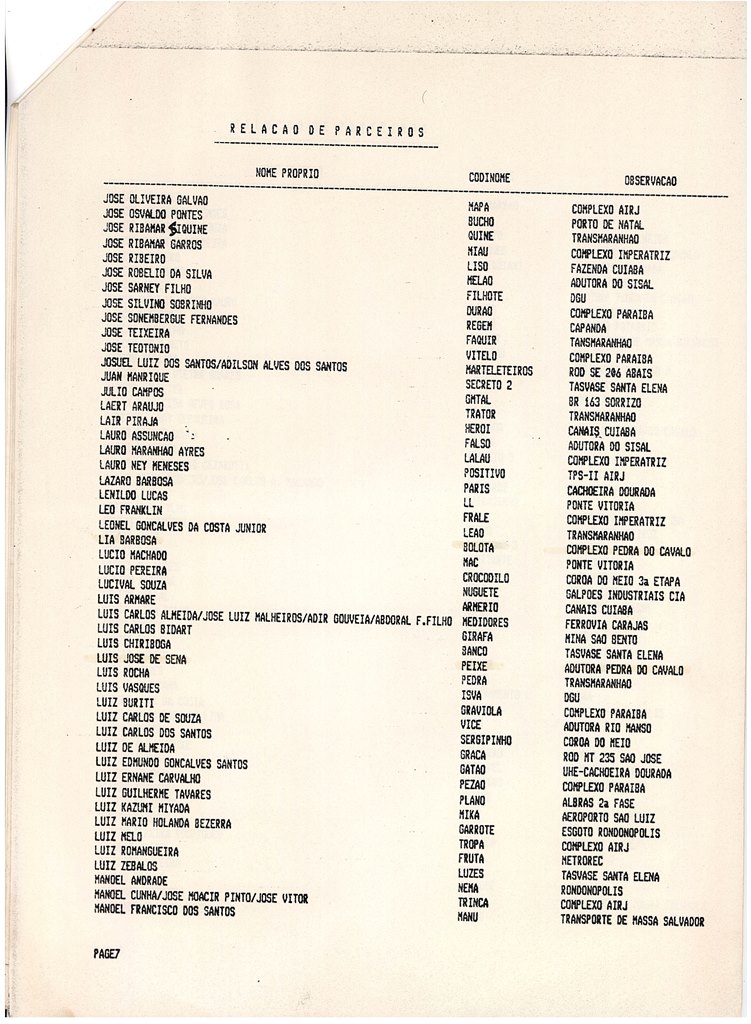 RELACAO DE PARCEIROS
NOME PROPRIO CODINOME OBSERVACAO
JOSE OLIVEIRA GALVAO MAPA COMPLEXO AIRJ
JOSE OSVALDO PONTES BUCHO PORTO DE NATAL
JOSE RIBAMAR SIQUINE QUINE TRANSMARANHAO
JOSE RIBAMAR GARROS MIAU COMPLEXO IMPERATRIZ
JOSE RIBEIRO LISO FAZENDA CUIABA
JOSE ROBELIO DA SILVA MELAO ADUTORA DO SISAL
JOSE SARNEY FILHO FILHOTE DGU
JOSE SILVINO SOBRINHO DURAO COMPLEXO PARAIBA
JOSE SONEMBERGUE FERNANDES REGEM CAPANDA
JOSE TEIXEIRA FAQUIR TANSMARANHAO
JOSE TEOTONIO VITELO COMPLEXO PARAIBA
JOSUEL LUIZ DOS SANTOS/ADILSON ALVES DOS SANTOS MARTELETEIROS ROD SE 206 ABAIS
JUAN MANRIQUE SECRETO 2 TASVASE SANTA ELENA
JULIO CAMPOS GMTAL BR 163 SORRIZO
LAERT ARAUJO TRATOR TRANSMARANHAO
LAIR PIRAJA HEROI CANAIS CUIABA
LAURO ASSUNCAO FALSO ADUTORA DO SISAL
LAURO MARANHAO AYRES LALAU COMPLEXO IMPERATRIZ
LAURO NEY MENESES POSITIVO TPS-II AIRJ
LAZARO BARBOSA PARIS CACHOEIRA DOURADA
LENILDO LUCAS LL PONTE VITORIA
LEO FRANKLIN FRALE COMPLEXO IMPERATRIZ
LEONEL GONCALVES DA COSTA JUNIOR LEAO TRANSMARANHAO
LIA BARBOSA BOLOTA COMPLEXO PEDRA DO CAVALO
LUCIO MACHADO MAC PONTE VITORIA
LUCIO PEREIRA CROCODILO COROA DO MEIO 3a ETAPA
LUCIVAL SOUZA NUGUETE GALPOES INDUSTRIAIS CIA
LUIS ARMARE ARMERIO CANAIS CUIABA
LUIS CARLOS ALMEIDA/JOSE LUIZ MALHEIROS/ADIR GOUVEIA/ABDORAL F.FILHO MEDIDORES FERROVIA CARAJAS
LUIS CARLOS BIDART GIRAFA MINA SAO BENTO
LUIS CHIRIBOGA BANCO TASVASE SANTA ELENA
LUIS JOSE DE SENA PEIXE ADUTORA PEDRA DO CAVALO
LUIS ROCHA PEDRA TRANSMARANHAO
LUIS VASQUES ISVA DGU
LUIZ BURITI GRAVIOLA COMPLEXO PARAIBA
LUIZ CARLOS DE SOUZA VICE ADUTORA RIO MANSO
LUIZ CARLOS DOS SANTOS SERGIPINHO COROA DO MEIO
LUIZ DE ALMEIDA GRACA ROD MT 235 SAO JOSE
LUIZ EDMUNDO GONCALVES SANTOS GATAO UHE-CACHOEIRA DOURADA
LUIZ ERNANE CARVALHO PEZAO COMPLEXO PARAIBA
LUIZ GUILHERME TAVARES PLANO ALBRAS 2a FASE
LUIZ KAZUMI MIYADA MIKA AEROPORTO SAO LUIZ
LUIZ MARIO HOLANDA BEZERRA GARROTE ESGOTO RONDONOPOLIS
LUIZ MELO TROPA COMPLEXO AIRJ
LUIZ ROMANGUEIRA FRUTA METROREC
LUIZ ZEBALOS LUZES TASVASE SANTA ELENA
MANOEL ANDRADE NEMA RONDONOPOLIS
MANOEL CUNHA/JOSE MOACIR PINTO/JOSE VITOR TRINCA COMPLEXO AIRJ
MANOEL FRANCISCO DOS SANTOS MANU TRANSPORTE DE MASSA SALVADOR
PAGE7